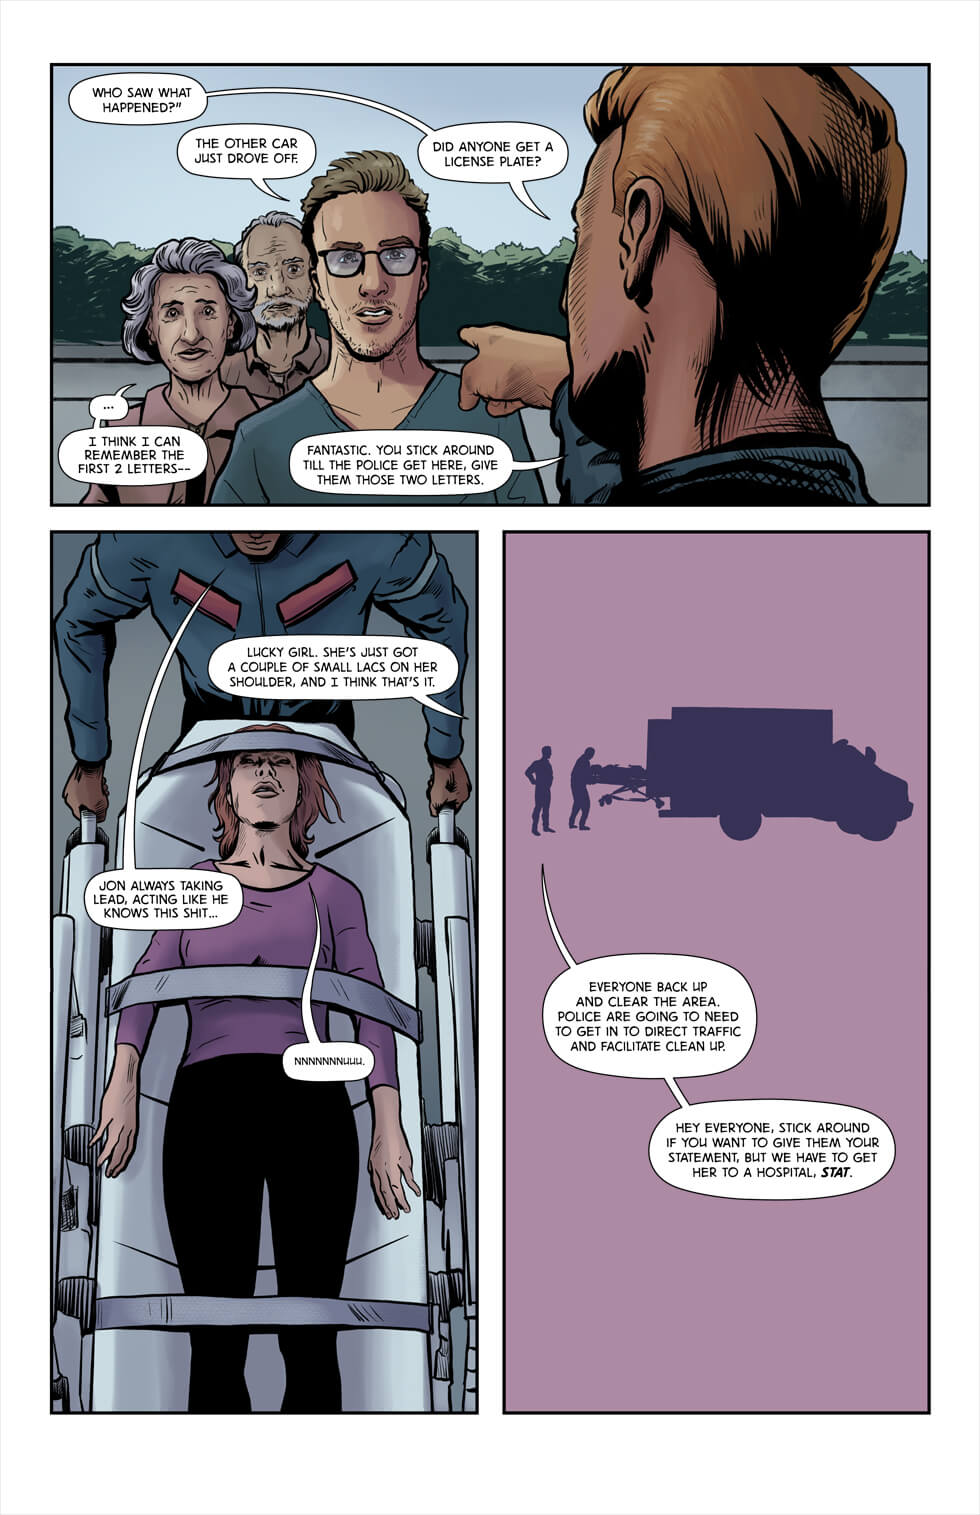 WHO SAW WHAT
HAPPENED?"
THE OTHER CAR
JUST DROVE OFF.
DID ANYONE GET A
LICENSE PLATE?
...
I THINK I CAN
REMEMBER THE
FIRST 2 LETTERS--
FANTASTIC. YOU STICK AROUND
TILL THE POLICE GET HERE, GIVE
THEM THOSE TWO LETTERS.
LUCKY GIRL. SHE'S JUST GOT
A COUPLE OF SMALL LACS ON HER
SHOULDER, AND I THINK THAT'S IT.
JON ALWAYS TAKING
LEAD, ACTING LIKE HE
KNOWS THIS SHIT...
NNNNNNNUUU.
EVERYONE BACK UP
AND CLEAR THE AREA.
POLICE ARE GOING TO NEED
TO GET IN TO DIRECT TRAFFIC
AND FACILITATE CLEAN UP.
HEY EVERYONE, STICK AROUND
IF YOU WANT TO GIVE THEM YOUR
STATEMENT, BUT WE HAVE TO GET
HER TO A HOSPITAL, STAT.